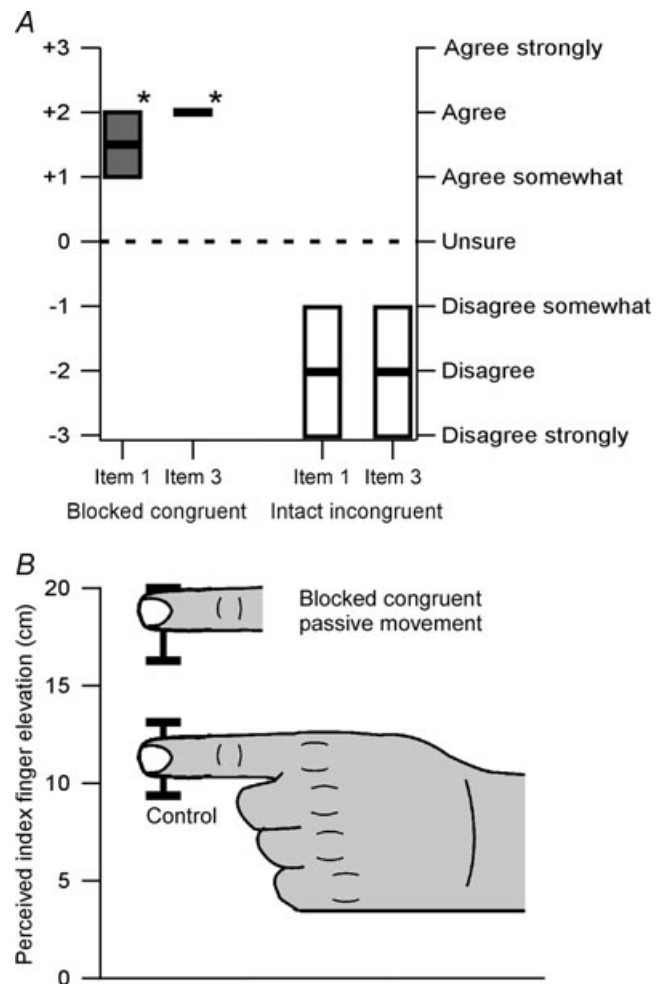 A
+3
+2
+1
0
-1
-2
-3
* *
Agree strongly
Agree
Agree somewhat
Unsure
Disagree somewhat
Disagree
Disagree strongly
Item 1 Item 3 Item 1 Item 3
Blocked congruent Intact incongruent
B
Perceived index finger elevation (cm)
20
15
10
5
0
Blocked congruent
passive movement
Control